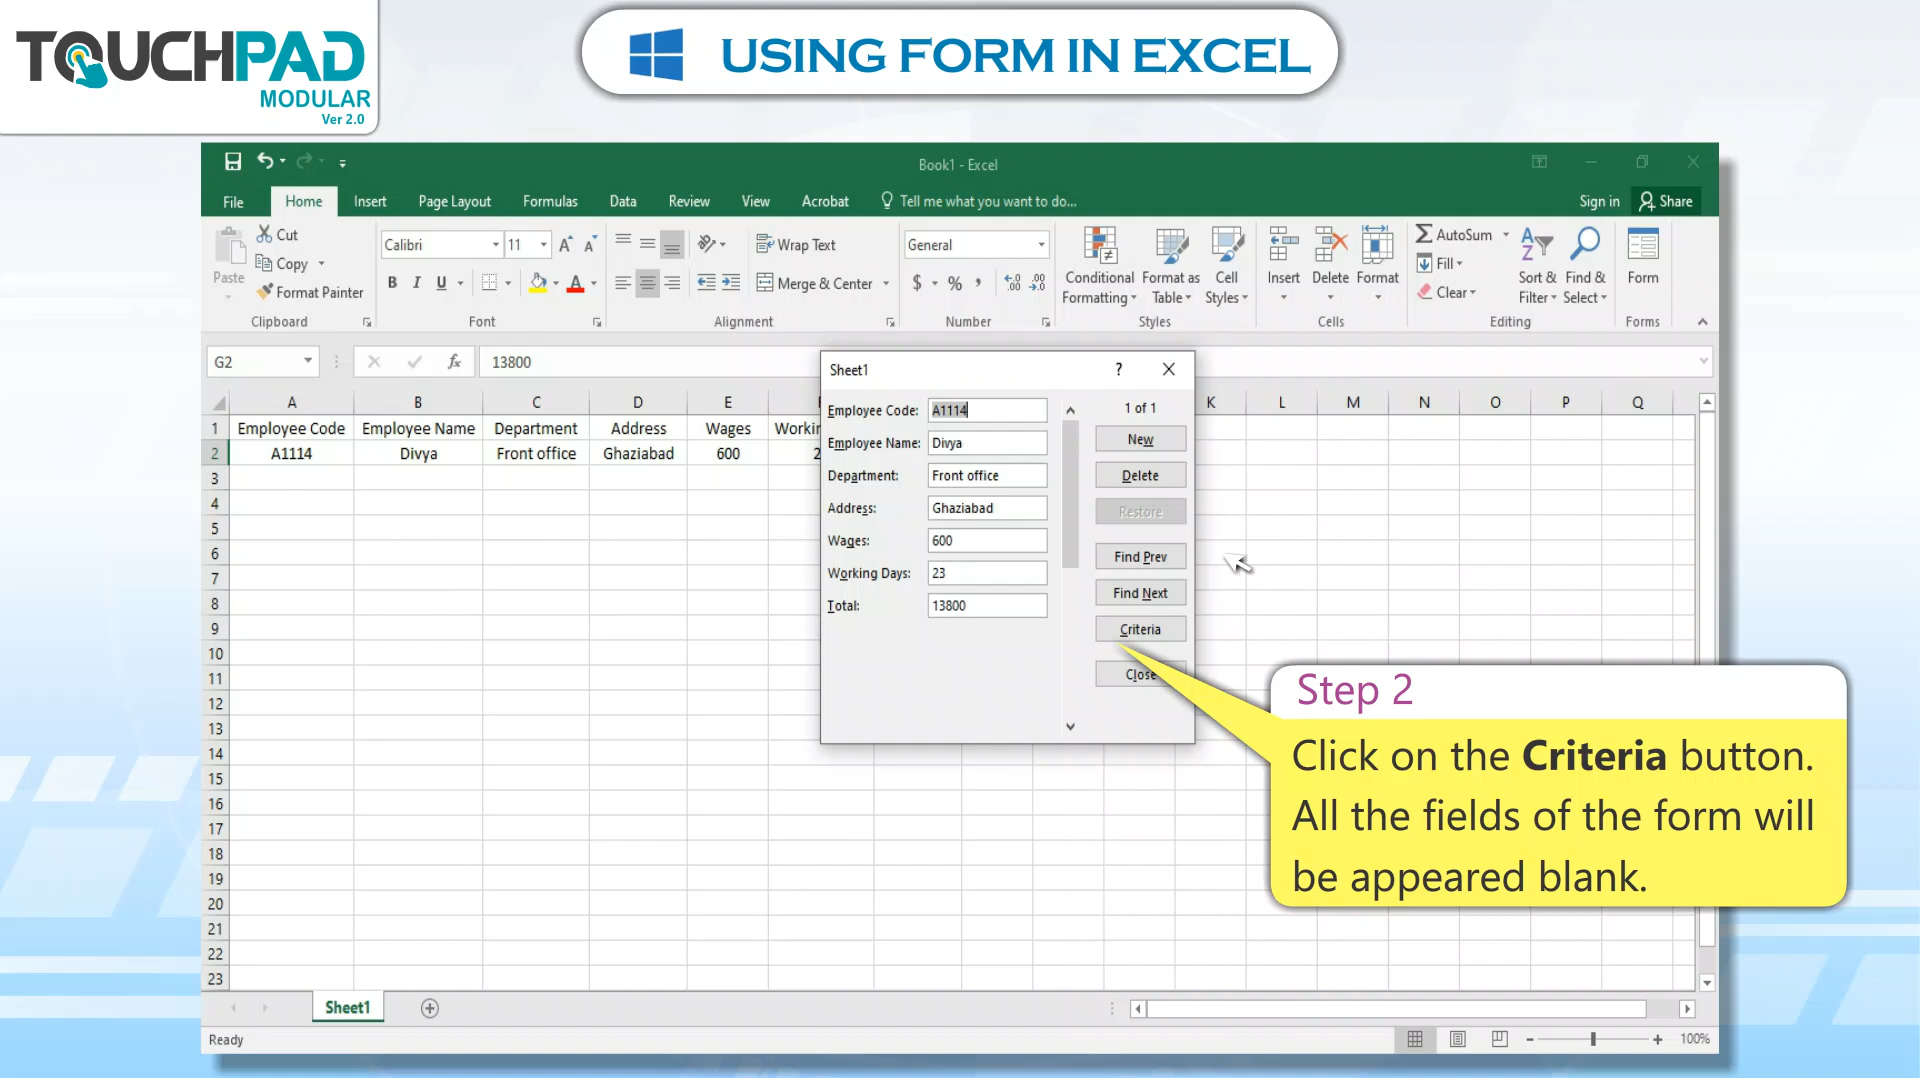 TOUCHPAD
MODULAR
Ver 2.0
USING FORM IN EXCEL
Book1 - Excel
File Home Insert Page Layout Formulas Data Review View Acrobat Tell me what you want to do... Sign in Share
Paste
Cut
Copy
Format Painter
Clipboard
Calibri 11
B I U
Font
Wrap Text
Merge & Center
Alignment
General
$ % ,
Number
Conditional Formatting
Format as Table
Cell Styles
Styles
Insert Delete Format
Cells
AutoSum
Fill
Clear
Sort & Filter
Find & Select
Editing
Form
Forms
G2 fx 13800
A B C D E K L M N O P Q
1 Employee Code Employee Name Department Address Wages Workin
2 A1114 Divya Front office Ghaziabad 600 2
3
4
5
6
7
8
9
10
11
12
13
14
15
16
17
18
19
20
21
22
23
Sheet1 ?
Employee Code: A1114
Employee Name: Divya
Department: Front office
Address: Ghaziabad
Wages: 600
Working Days: 23
Total: 13800
1 of 1
New
Delete
Restore
Find Prev
Find Next
Criteria
Close
Step 2
Click on the Criteria button.
All the fields of the form will
be appeared blank.
Sheet1
Ready 100%